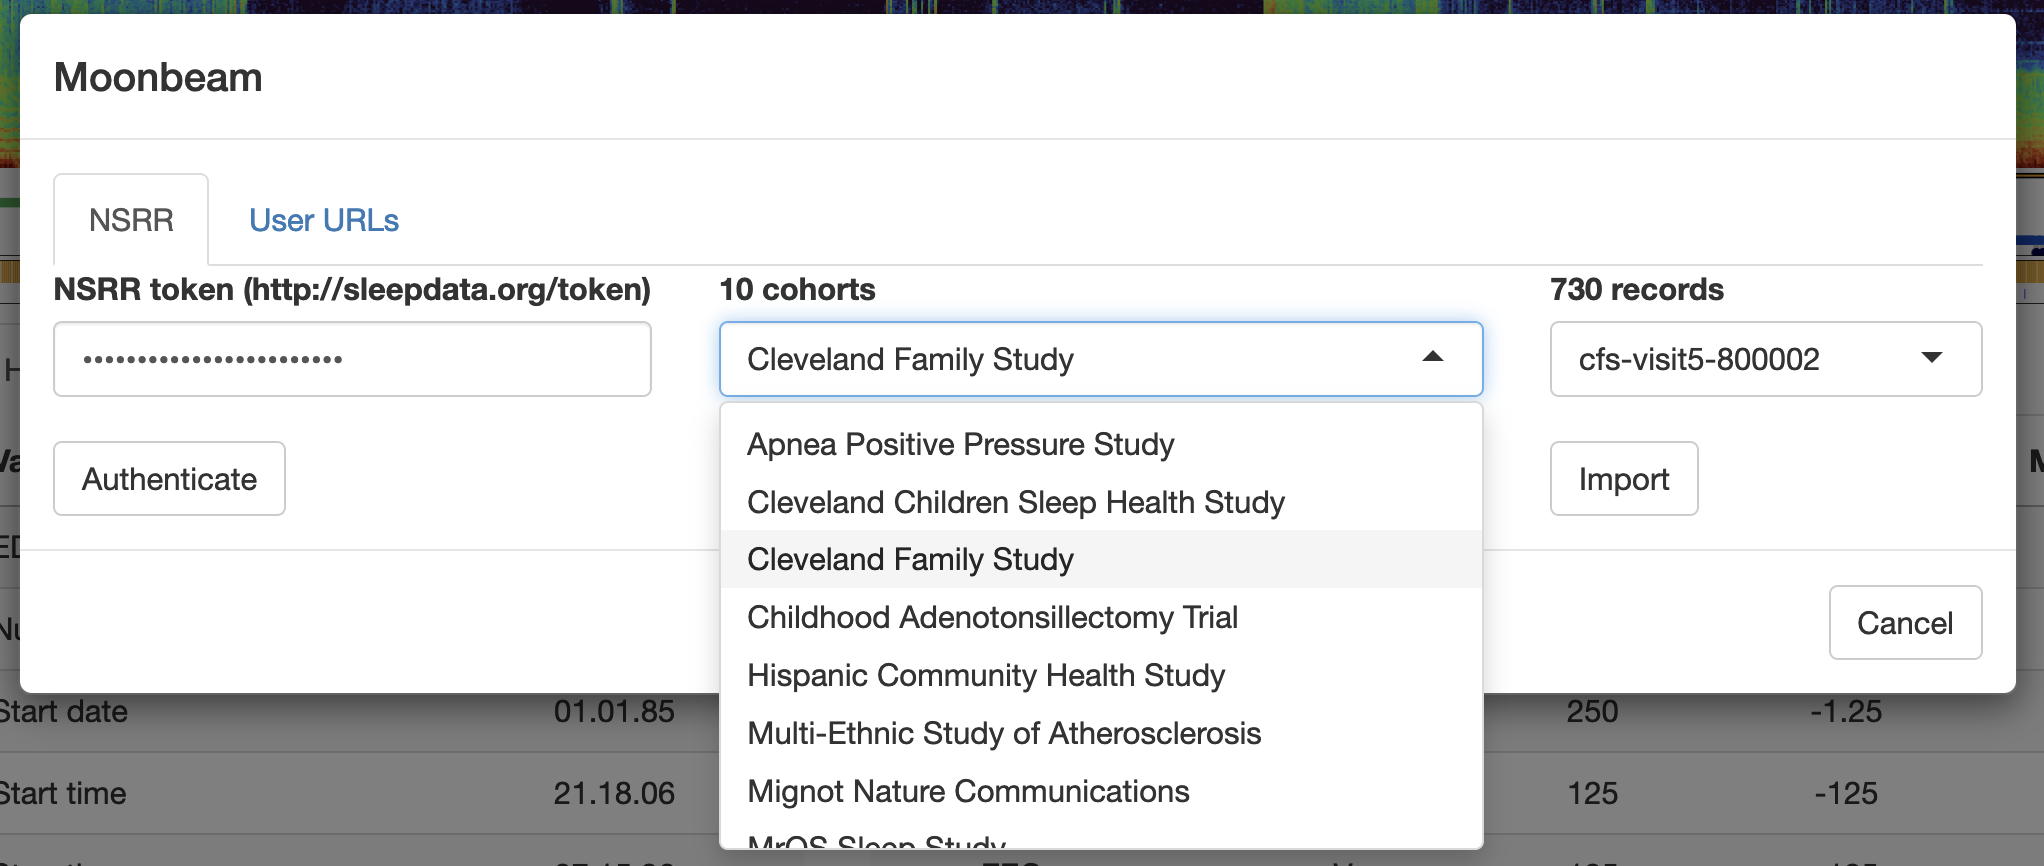 Moonbeam
NSRR User URLs
NSRR token (http://sleepdata.org/token) 10 cohorts 730 records
•••••••••••••••••••••••• Cleveland Family Study cfs-visit5-800002
Apnea Positive Pressure Study
Authenticate Cleveland Children Sleep Health Study Import
Cleveland Family Study
Childhood Adenotonsillectomy Trial Cancel
Hispanic Community Health Study
Start date 01.01.85 250 -1.25
Multi-Ethnic Study of Atherosclerosis
Start time 21.18.06 Mignot Nature Communications 125 -125
MrOS Sleep Study